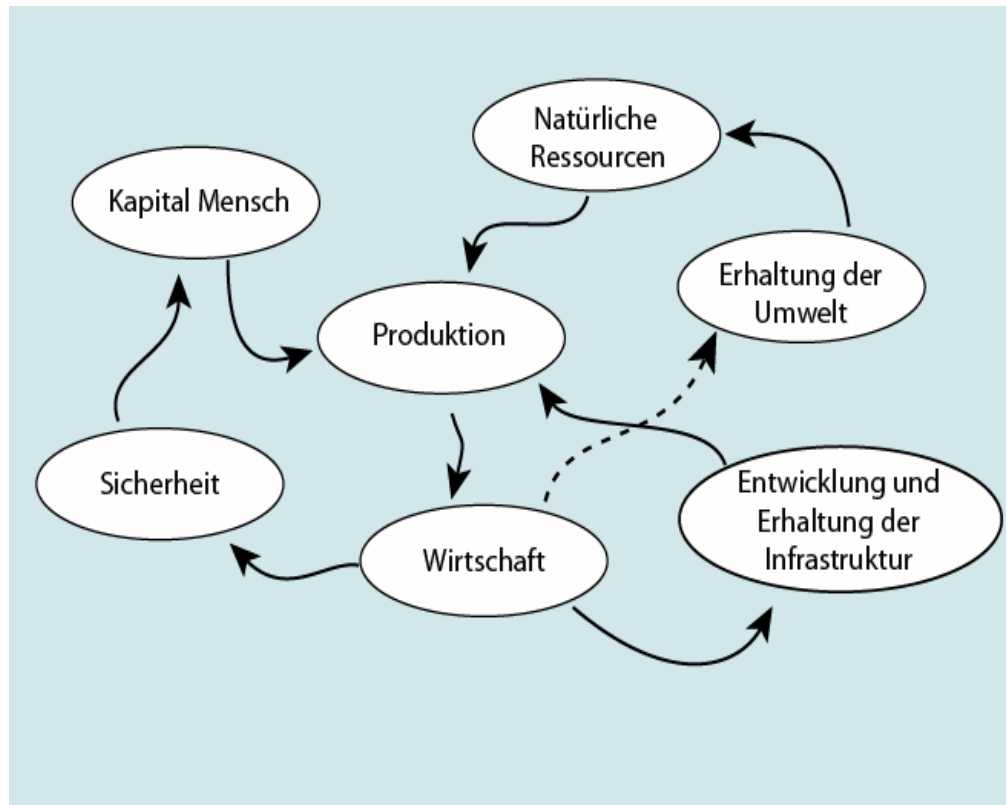 Natürliche
Ressourcen
Kapital Mensch
Erhaltung der
Umwelt
Produktion
Sicherheit
Entwicklung und
Erhaltung der
Infrastruktur
Wirtschaft